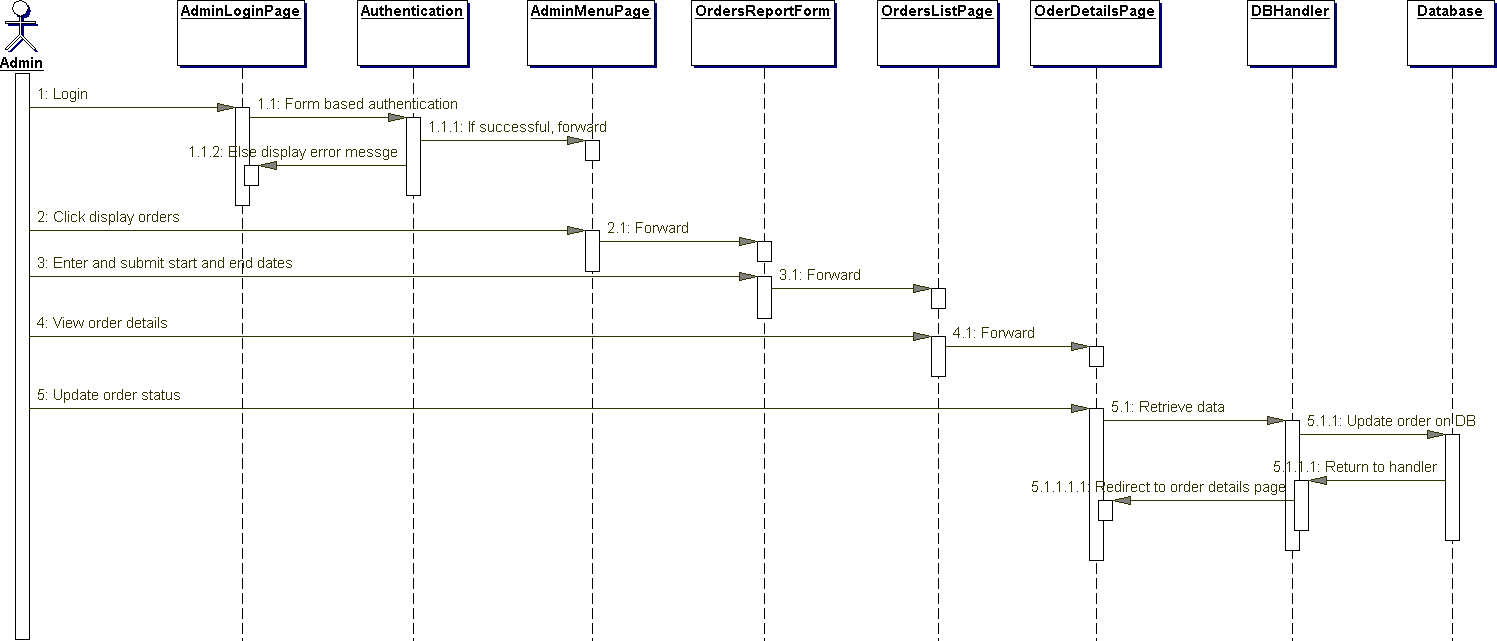 AdminLoginPage
Authentication
AdminMenuPage
OrdersReportForm
OrdersListPage
OderDetailsPage
DBHandler
Database
Admin
1: Login
1.1: Form based authentication
1.1.1: If successful, forward
1.1.2: Else display error messge
2: Click display orders
2.1: Forward
3: Enter and submit start and end dates
3.1: Forward
4: View order details
4.1: Forward
5: Update order status
5.1: Retrieve data
5.1.1: Update order on DB
5.1.1.1: Return to handler
5.1.1.1.1: Redirect to order details page